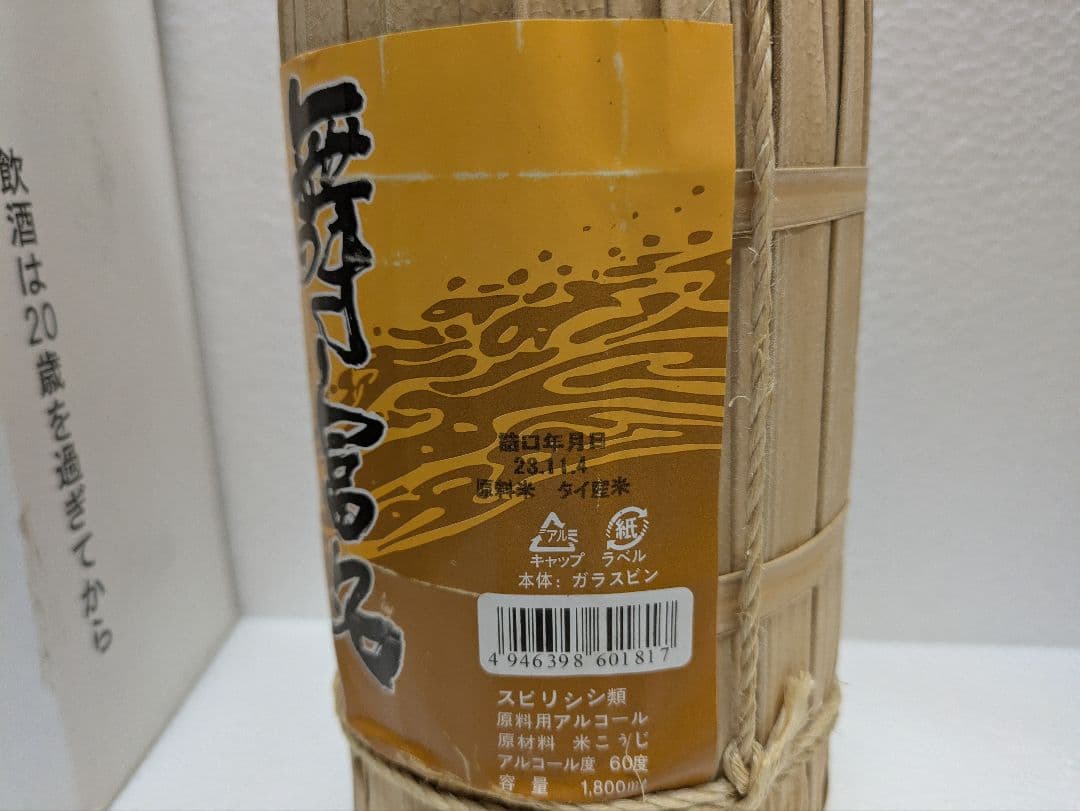 飲酒は20歳を過ぎてから
舞富名
詰口年月日
23.11.4
原料米 タイ産米
アルミ
紙
キャップ ラベル
本体：ガラスビン
4 946398 601817
スピリシシ類
原料用アルコール
原材料 米こうじ
アルコール度 60度
容量 1,800ml